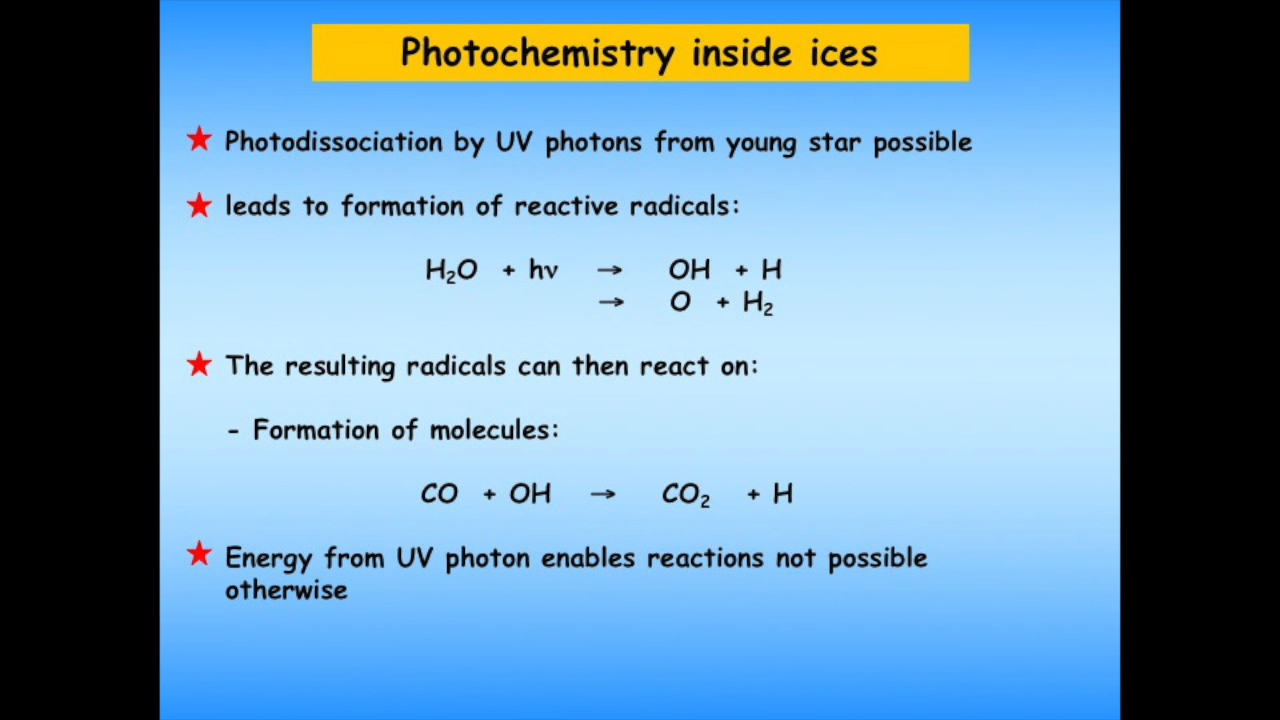 Photochemistry inside ices
★ Photodissociation by UV photons from young star possible
★ leads to formation of reactive radicals:
H₂O + hν → OH + H
→ O + H₂
★ The resulting radicals can then react on:
- Formation of molecules:
CO + OH → CO₂ + H
★ Energy from UV photon enables reactions not possible
otherwise